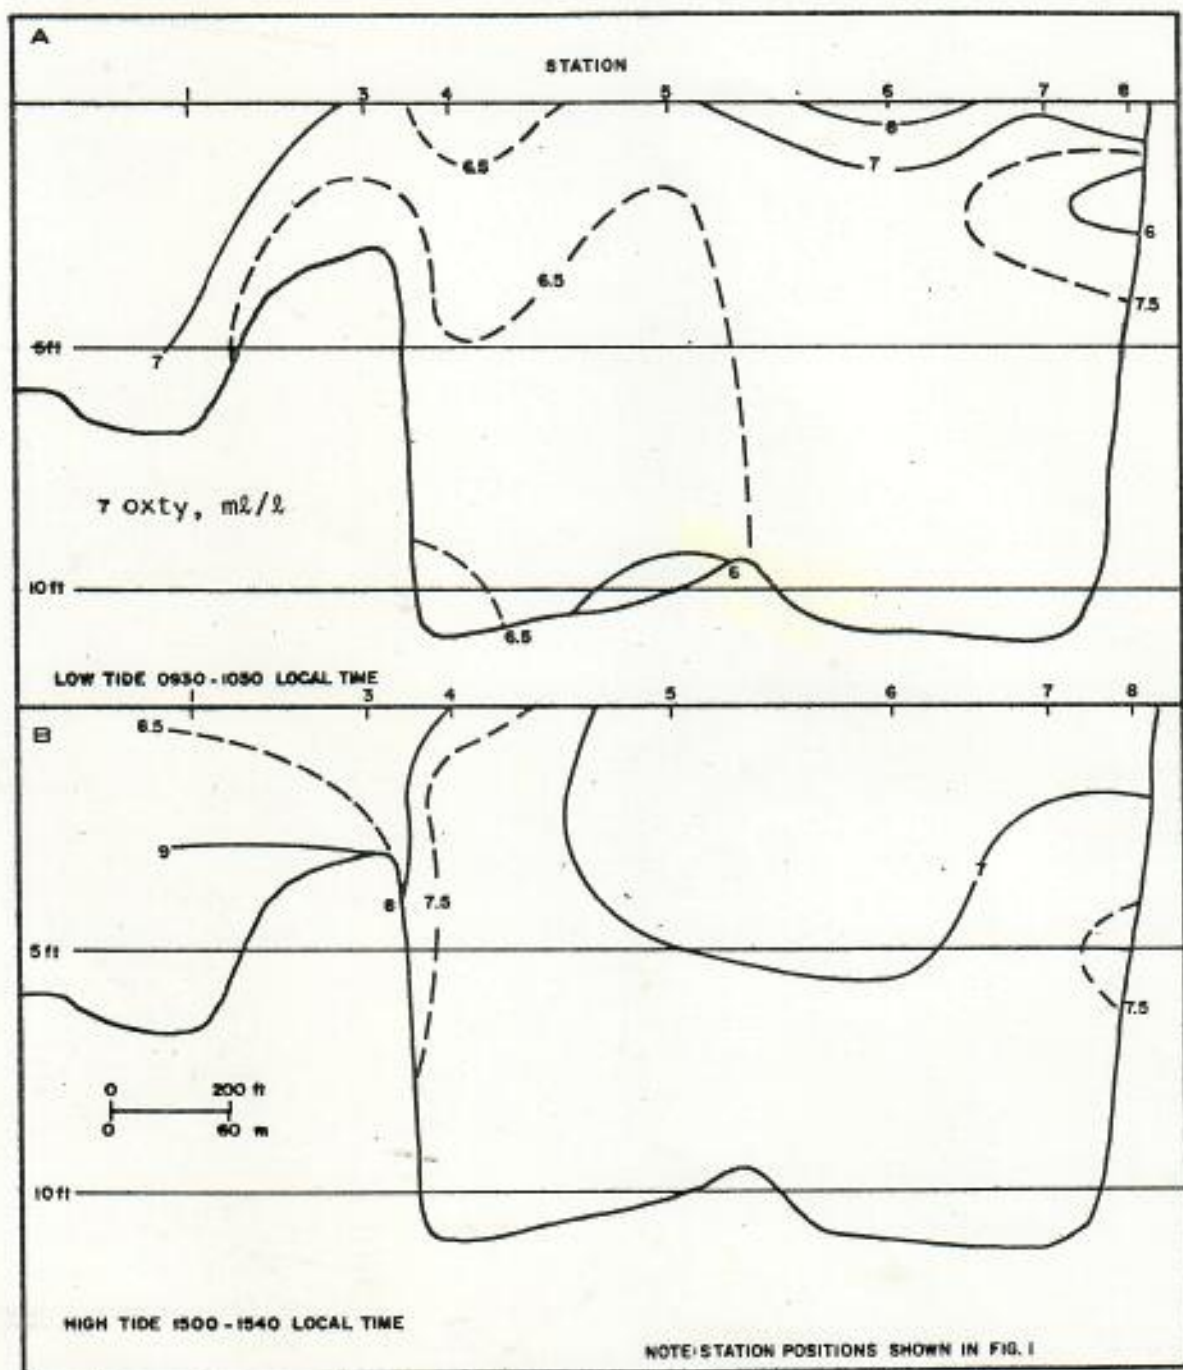 A
STATION
3 4 5 6 7 8
6.5
8
7
6.5
6
7.5
5ft
7
7 oxty, mℓ/ℓ
10ft
6
6.5
LOW TIDE 0930-1030 LOCAL TIME
3 4 5 6 7 8
B
6.5
9
7
8
7.5
5ft
7.5
0 200 ft
0 60 m
10ft
HIGH TIDE 1500-1540 LOCAL TIME
NOTE: STATION POSITIONS SHOWN IN FIG. 1